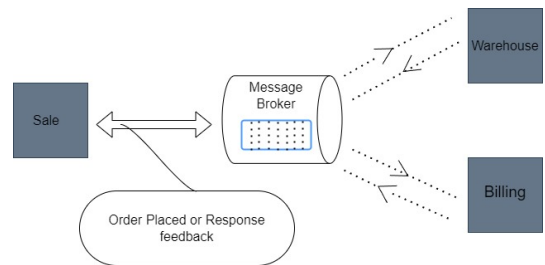 Sale
Message
Broker
Warehouse
Billing
Order Placed or Response
feedback